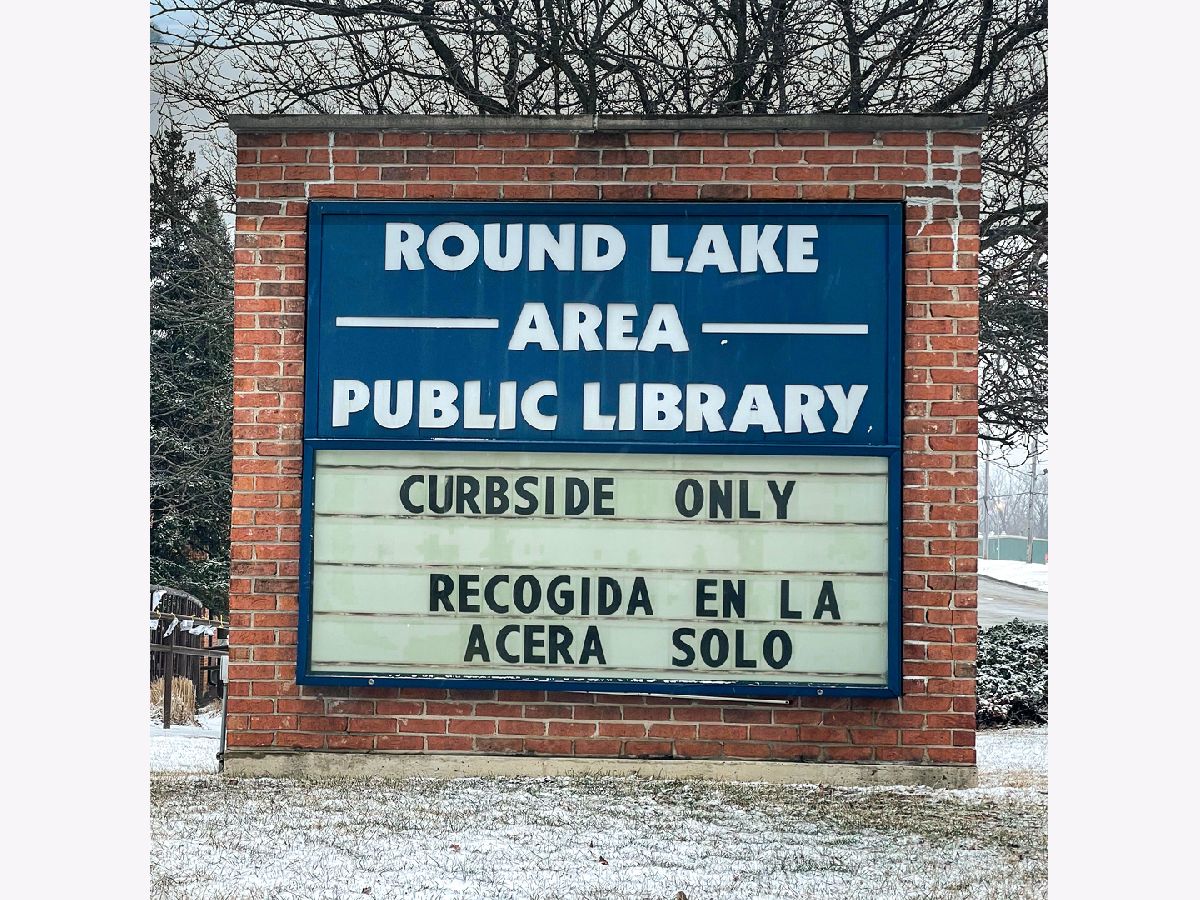 ROUND LAKE
AREA
PUBLIC LIBRARY
CURBSIDE ONLY
RECOGIDA EN LA
ACERA SOLO